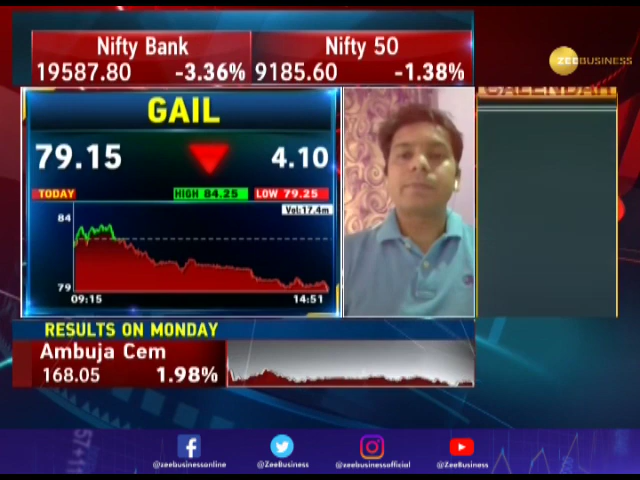 Nifty Bank
19587.80 -3.36%
Nifty 50
9185.60 -1.38%
ZEEBUSINESS
CALENDAR
GAIL
79.15 4.10
TODAY HIGH 84.25 LOW 79.25
Vol:17.4m
84
79
09:15 14:51
RESULTS ON MONDAY
Ambuja Cem
168.05 1.98%
@zeebusinessonline @ZeeBusiness @zeebusinessofficial @ZeeBusiness